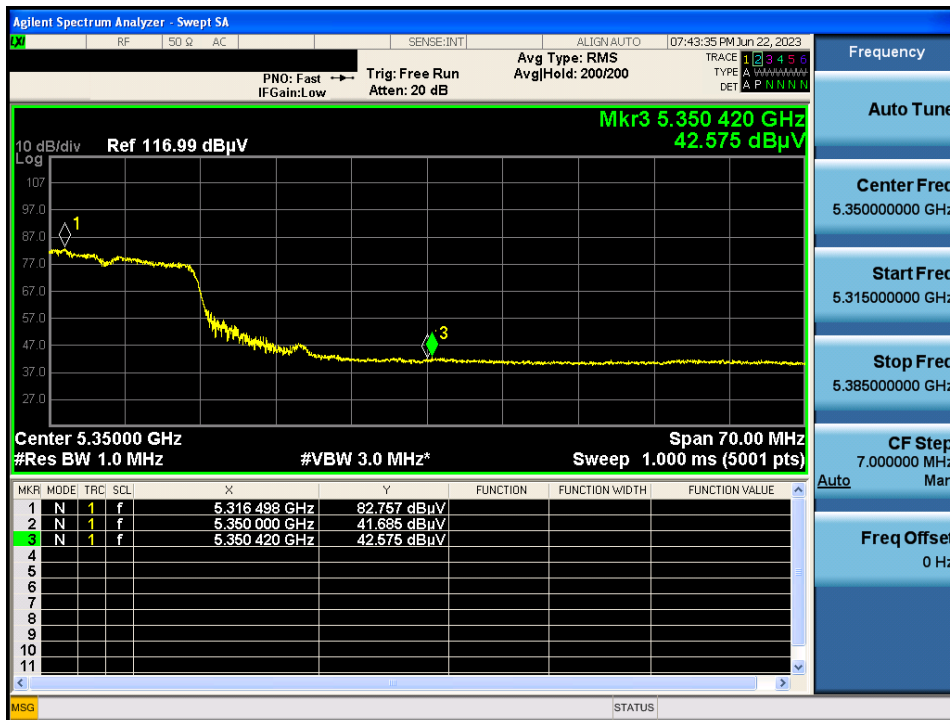 Agilent Spectrum Analyzer - Swept SA
LXI RF 50 Ω AC SENSE:INT ALIGN AUTO 07:43:35 PM Jun 22, 2023
PNO: Fast
IFGain:Low
Trig: Free Run
Atten: 20 dB
Avg Type: RMS
Avg|Hold: 200/200
TRACE 1 2 3 4 5 6
TYPE A
DET A P N N N N
Mkr3 5.350 420 GHz
42.575 dBµV
10 dB/div Ref 116.99 dBµV
Log
107
97.0
87.0
77.0
67.0
57.0
47.0
37.0
27.0
1
3
Center 5.35000 GHz Span 70.00 MHz
#Res BW 1.0 MHz #VBW 3.0 MHz* Sweep 1.000 ms (5001 pts)
MKR MODE TRC SCL X Y FUNCTION FUNCTION WIDTH FUNCTION VALUE
1 N 1 f 5.316 498 GHz 82.757 dBµV
2 N 1 f 5.350 000 GHz 41.685 dBµV
3 N 1 f 5.350 420 GHz 42.575 dBµV
4
5
6
7
8
9
10
11
MSG STATUS
Frequency
Auto Tune
Center Freq
5.350000000 GHz
Start Freq
5.315000000 GHz
Stop Freq
5.385000000 GHz
CF Step
7.000000 MHz
Auto Man
Freq Offset
0 Hz